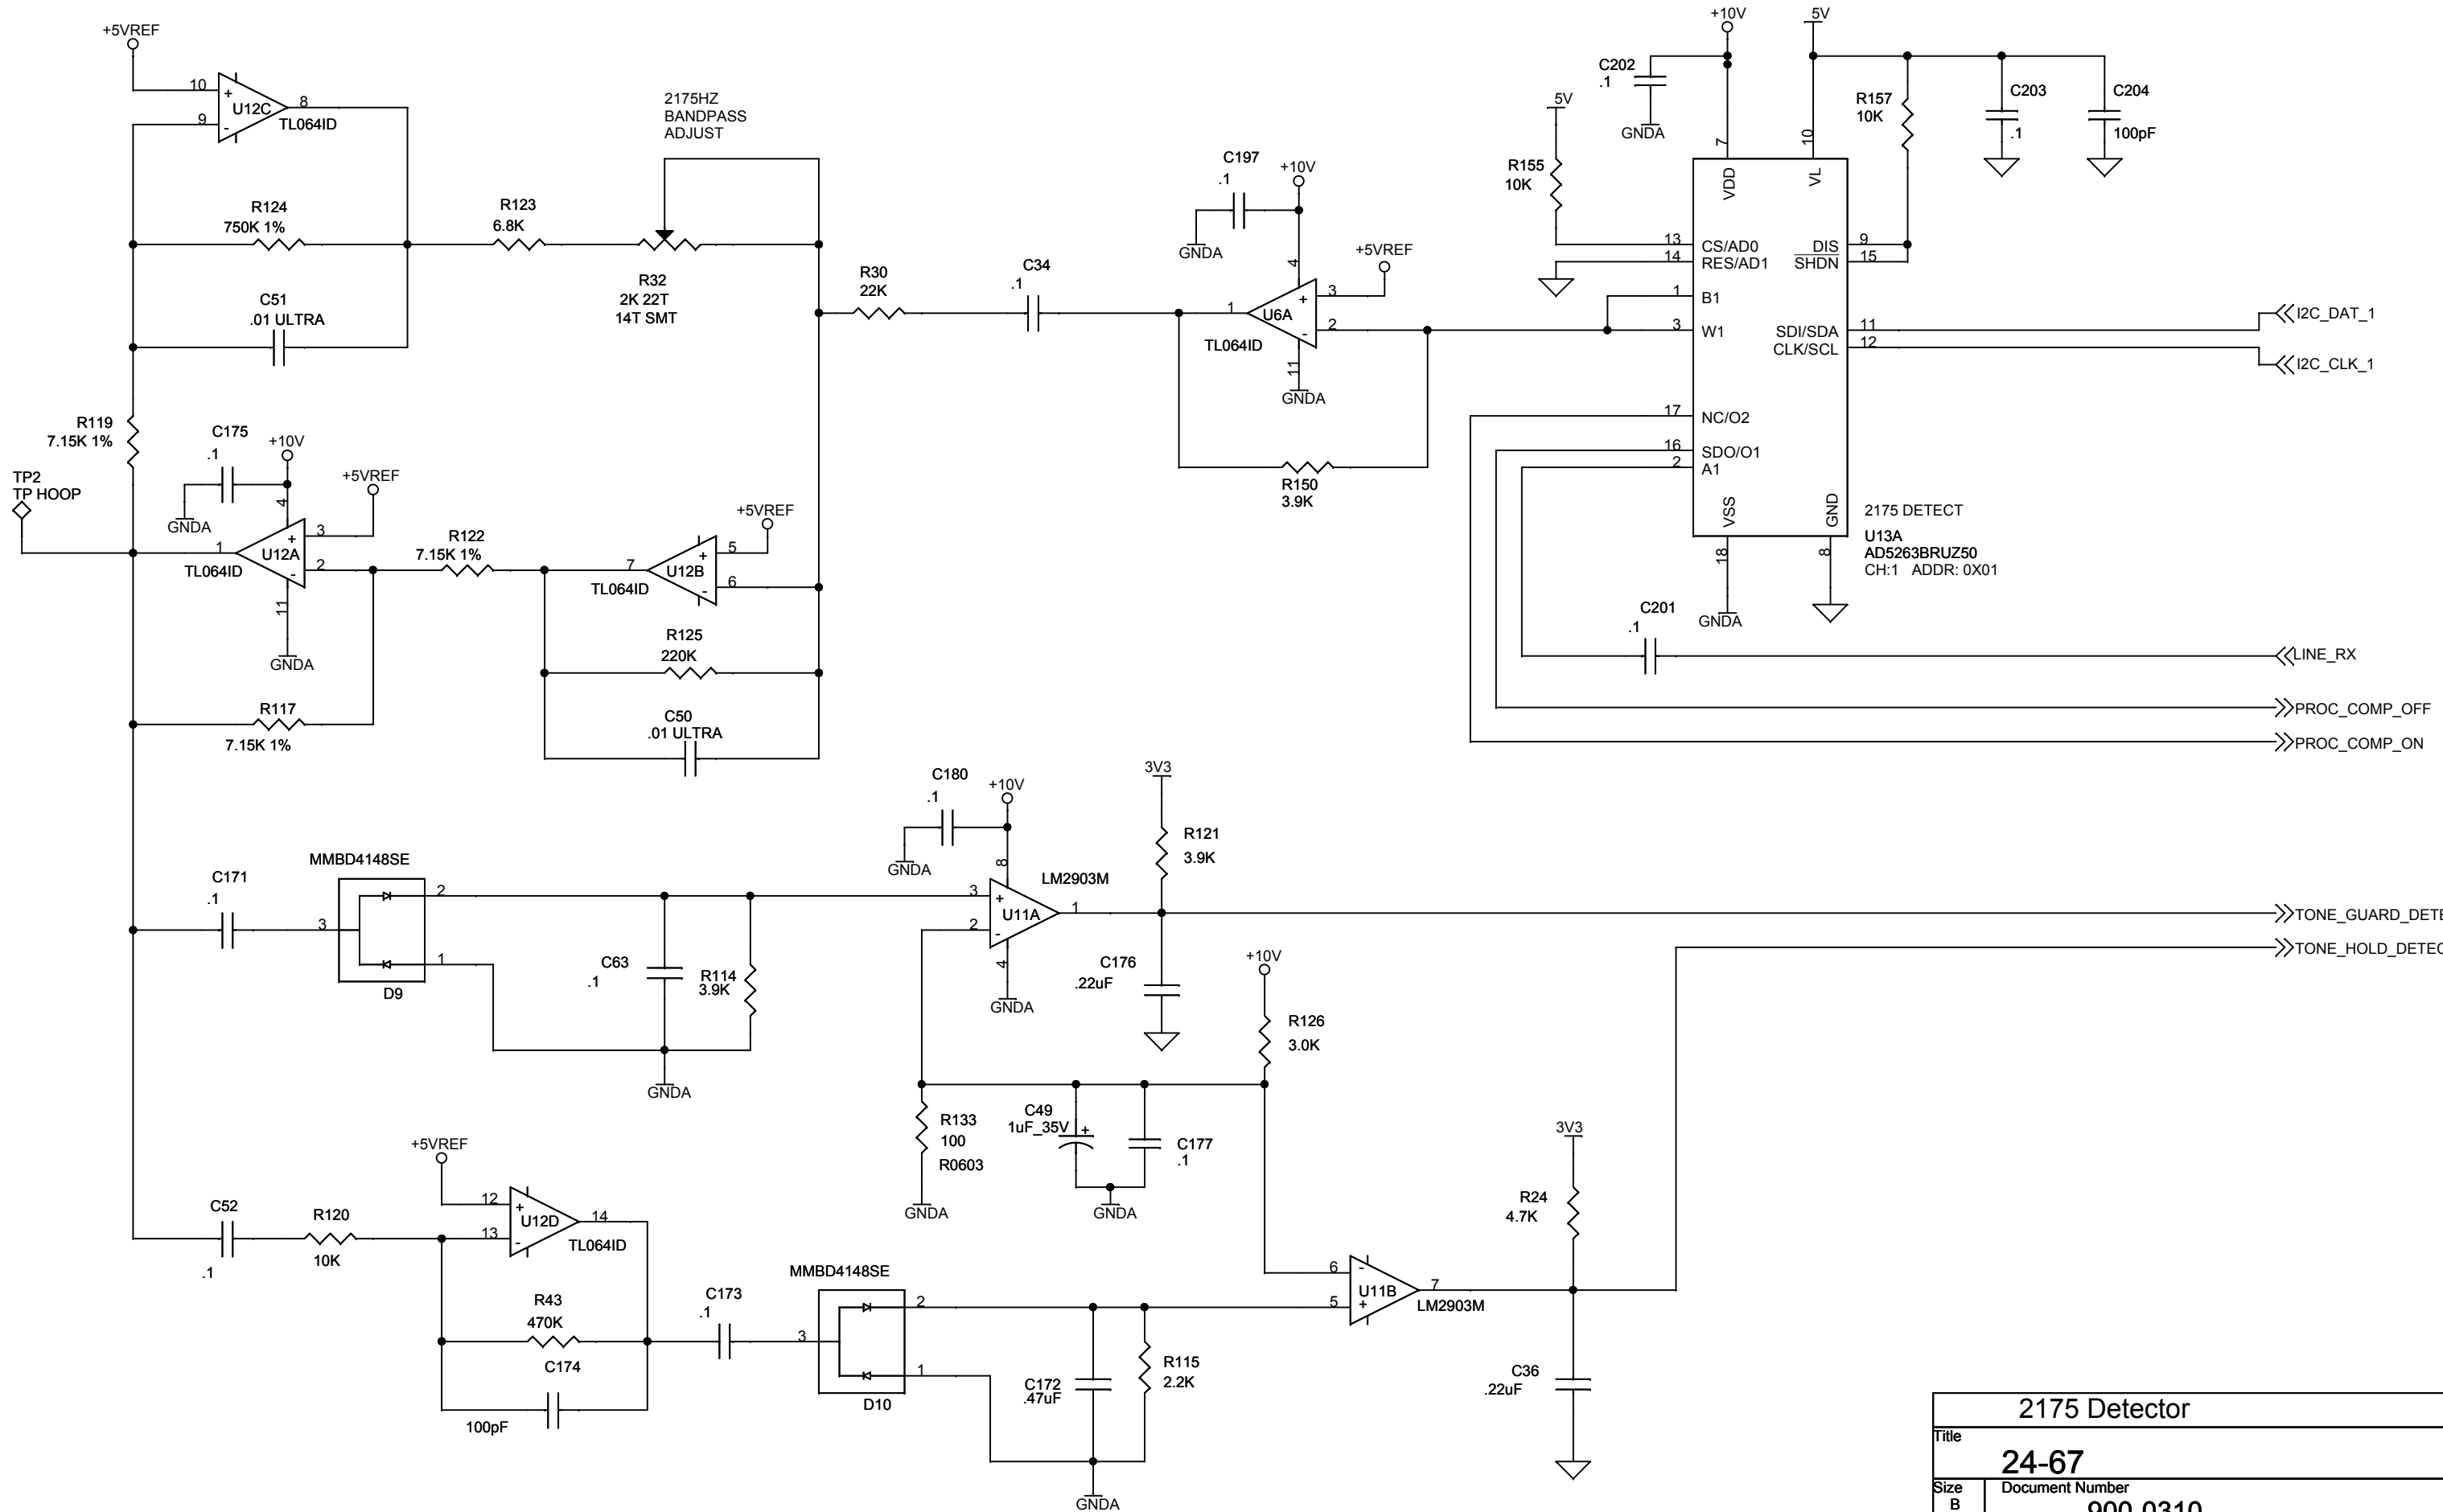 +5VREF
10
9
+
-
U12C
8
TL064ID
R124
750K 1%
C51
.01 ULTRA
R123
6.8K
2175HZ
BANDPASS
ADJUST
R32
2K 22T
14T SMT
R30
22K
C34
.1
C197
.1
+10V
GNDA
4
+5VREF
3
2
1
+
-
U6A
TL064ID
11
GNDA
R150
3.9K
+10V
5V
C202
.1
GNDA
5V
R155
10K
R157
10K
C203
.1
C204
100pF
7
10
VDD
VL
13
CS/AD0
14
RES/AD1
1
B1
3
W1
17
NC/O2
16
SDO/O1
2
A1
DIS
9
SHDN
15
SDI/SDA
11
CLK/SCL
12
VSS
GND
18
8
GNDA
2175 DETECT
U13A
AD5263BRUZ50
CH:1 ADDR: 0X01
I2C_DAT_1
I2C_CLK_1
C201
.1
LINE_RX
PROC_COMP_OFF
PROC_COMP_ON
R119
7.15K 1%
TP2
TP HOOP
C175
.1
+10V
GNDA
4
+5VREF
3
2
1
+
-
U12A
TL064ID
11
GNDA
R122
7.15K 1%
R117
7.15K 1%
+5VREF
5
6
7
+
-
U12B
TL064ID
R125
220K
C50
.01 ULTRA
C171
.1
MMBD4148SE
3
2
1
D9
C63
.1
R114
3.9K
GNDA
C180
.1
+10V
GNDA
8
LM2903M
3
2
+
-
U11A
1
4
GNDA
3V3
R121
3.9K
C176
.22uF
TONE_GUARD_DETE
TONE_HOLD_DETEC
+10V
R126
3.0K
R133
100
R0603
GNDA
C49
1uF_35V
+
C177
.1
GNDA
C52
.1
R120
10K
+5VREF
12
13
+
-
U12D
14
TL064ID
R43
470K
C174
100pF
C173
.1
MMBD4148SE
3
2
1
D10
C172
.47uF
R115
2.2K
GNDA
6
5
-
+
U11B
7
LM2903M
3V3
R24
4.7K
C36
.22uF
2175 Detector
Title
24-67
Size
B
Document Number
900-0310